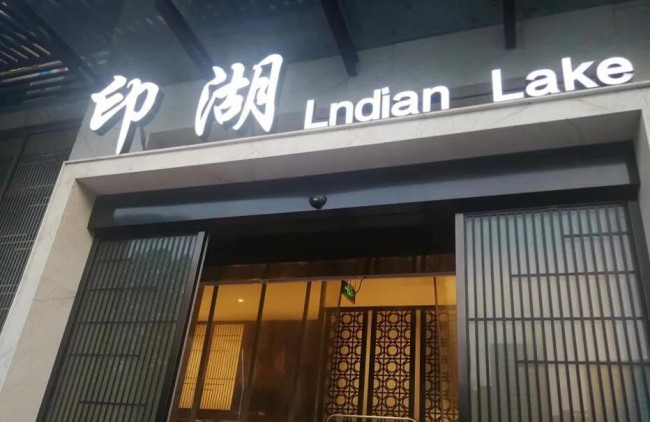 印湖 Lndian Lake